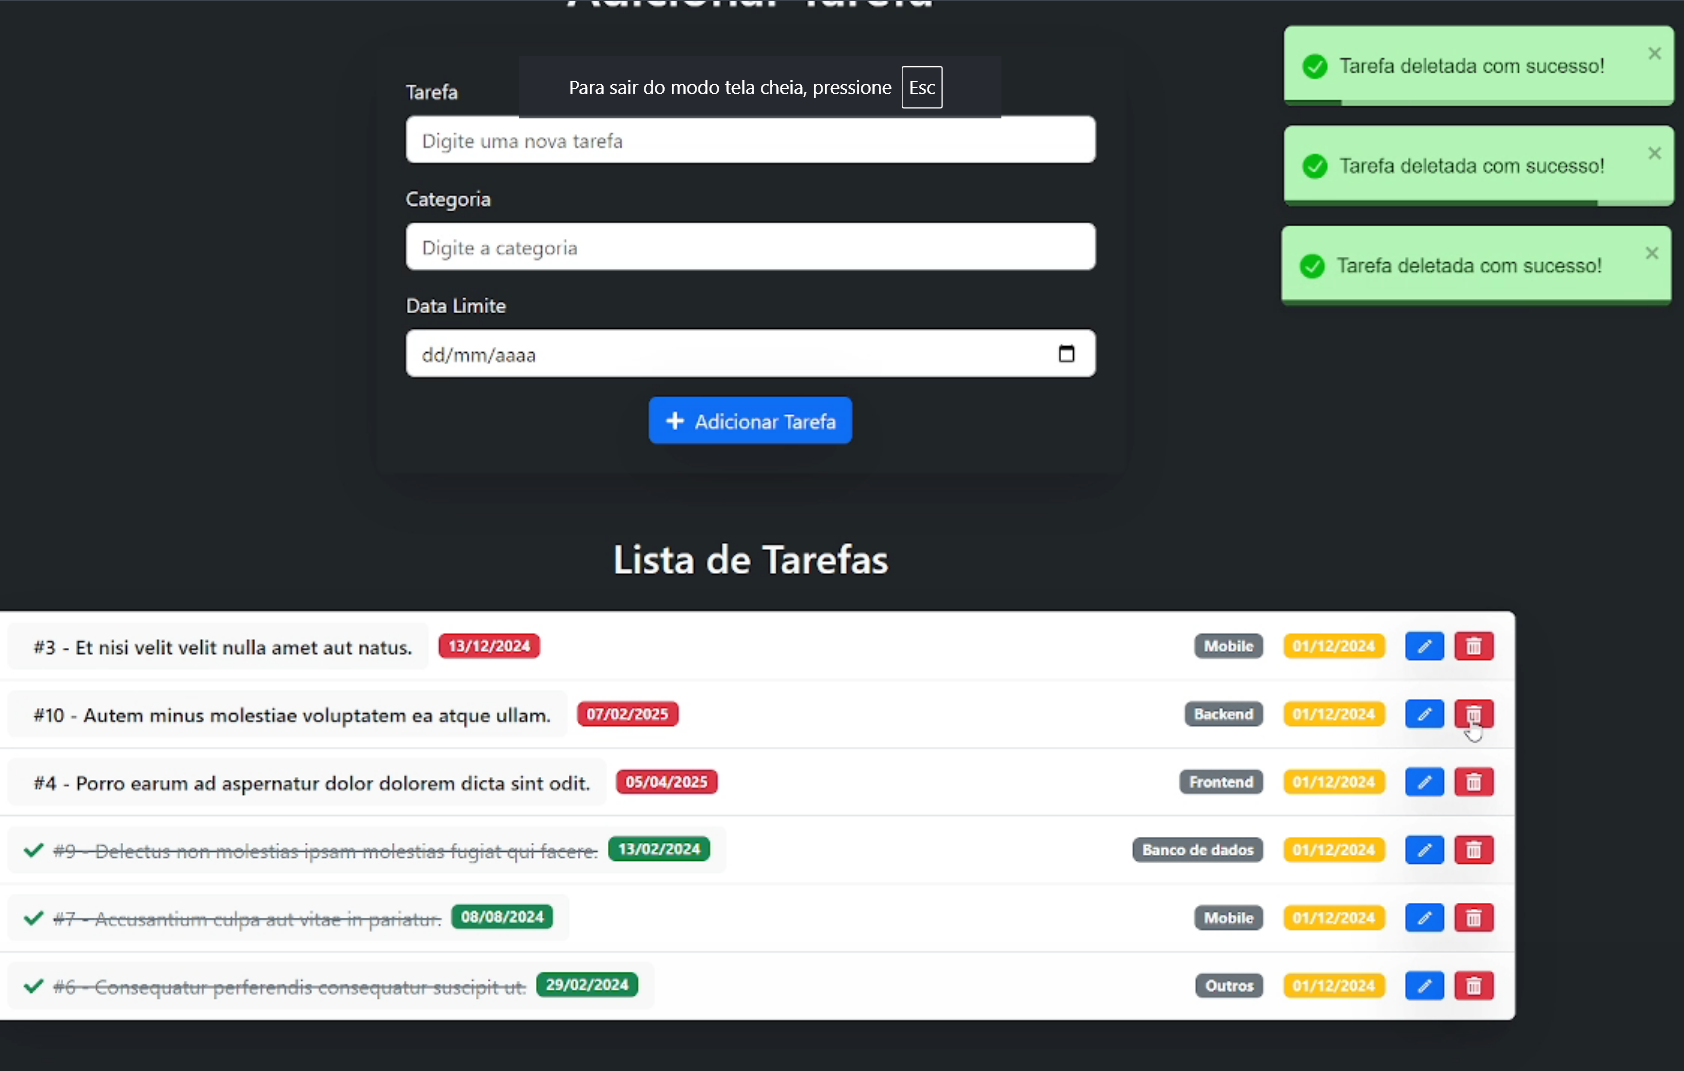 Adicionar Tarefa
Para sair do modo tela cheia, pressione Esc
Tarefa
Digite uma nova tarefa
Categoria
Digite a categoria
Data Limite
dd/mm/aaaa
Adicionar Tarefa
Tarefa deletada com sucesso!
Tarefa deletada com sucesso!
Tarefa deletada com sucesso!
Lista de Tarefas
#3 - Et nisi velit velit nulla amet aut natus. 13/12/2024 Mobile 01/12/2024
#10 - Autem minus molestiae voluptatem ea atque ullam. 07/02/2025 Backend 01/12/2024
#4 - Porro earum ad aspernatur dolor dolorem dicta sint odit. 05/04/2025 Frontend 01/12/2024
#9 - Delectus non molestias ipsam molestias fugiat qui facere. 13/02/2024 Banco de dados 01/12/2024
#7 - Accusantium culpa aut vitae in pariatur. 08/08/2024 Mobile 01/12/2024
#6 - Consequatur perferendis consequatur suscipit ut. 29/02/2024 Outros 01/12/2024